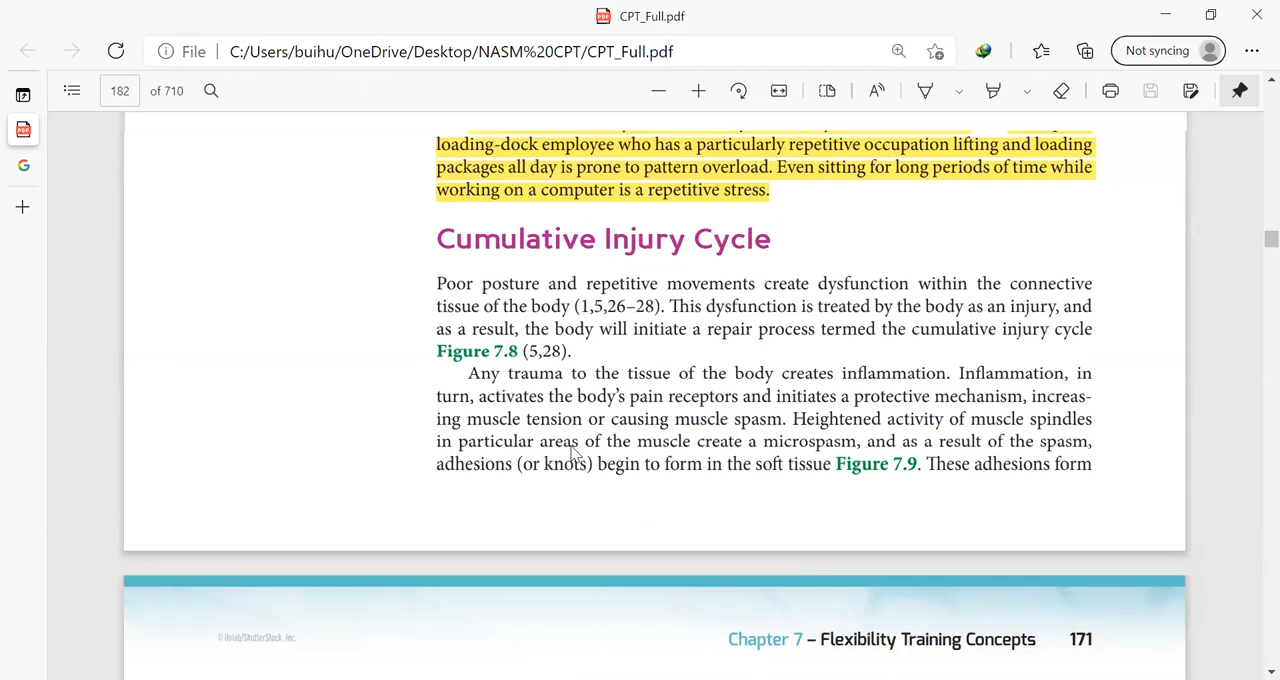 CPT_Full.pdf
File
C:/Users/buihu/OneDrive/Desktop/NASM%20CPT/CPT_Full.pdf
Not syncing
182 of 710
loading-dock employee who has a particularly repetitive occupation lifting and loading
packages all day is prone to pattern overload. Even sitting for long periods of time while
working on a computer is a repetitive stress.
Cumulative Injury Cycle
Poor posture and repetitive movements create dysfunction within the connective
tissue of the body (1,5,26–28). This dysfunction is treated by the body as an injury, and
as a result, the body will initiate a repair process termed the cumulative injury cycle
Figure 7.8 (5,28).
Any trauma to the tissue of the body creates inflammation. Inflammation, in
turn, activates the body's pain receptors and initiates a protective mechanism, increas-
ing muscle tension or causing muscle spasm. Heightened activity of muscle spindles
in particular areas of the muscle create a microspasm, and as a result of the spasm,
adhesions (or knots) begin to form in the soft tissue Figure 7.9. These adhesions form
Chapter 7 – Flexibility Training Concepts 171